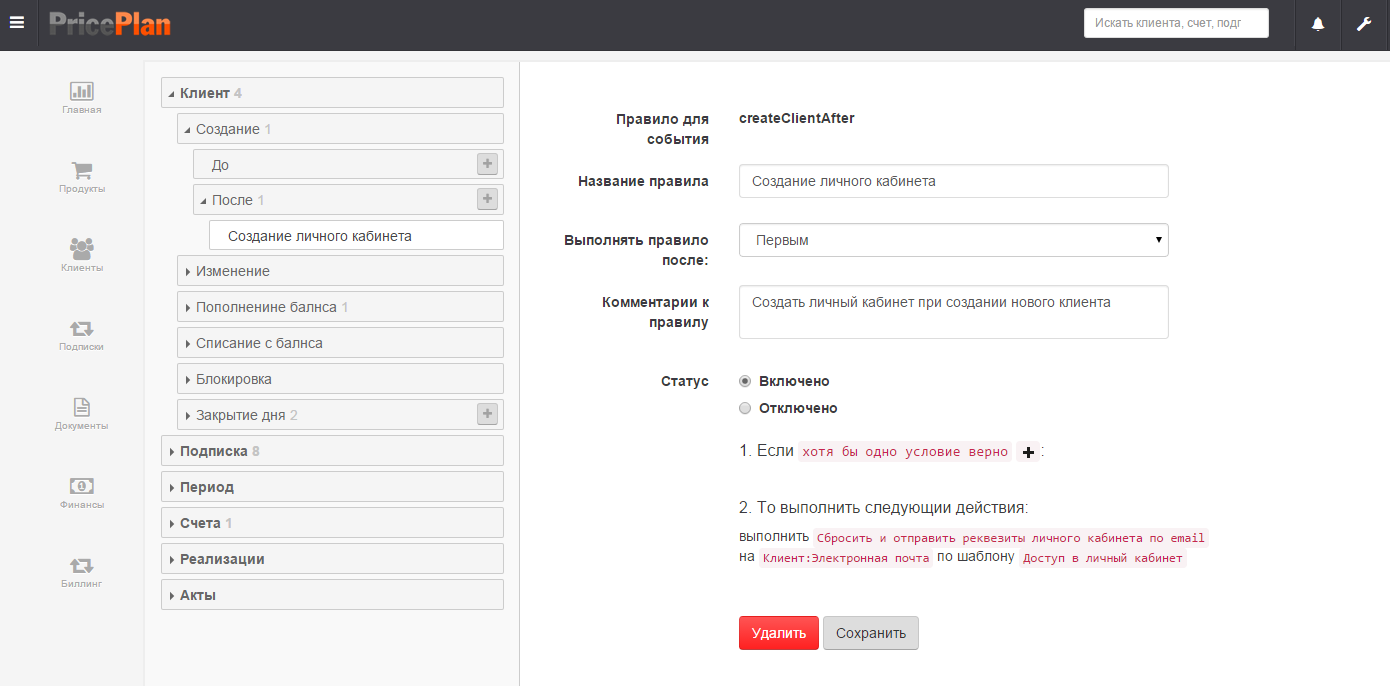 PricePlan
Искать клиента, счет, подг
Главная
Продукты
Клиенты
Подписки
Документы
Финансы
Биллинг
Клиент 4
Создание 1
До
После 1
Создание личного кабинета
Изменение
Пополненине балнса 1
Списание с балнса
Блокировка
Закрытие дня 2
Подписка 8
Период
Счета 1
Реализации
Акты
Правило для
события
createClientAfter
Название правила
Создание личного кабинета
Выполнять правило
после:
Первым
Комментарии к
правилу
Создать личный кабинет при создании нового клиента
Статус
Включено
Отключено
1. Если хотя бы одно условие верно +:
2. То выполнить следующии действия:
выполнить Сбросить и отправить реквезиты личного кабинета по email
на Клиент:Электронная почта по шаблону Доступ в личный кабинет
Удалить
Сохранить